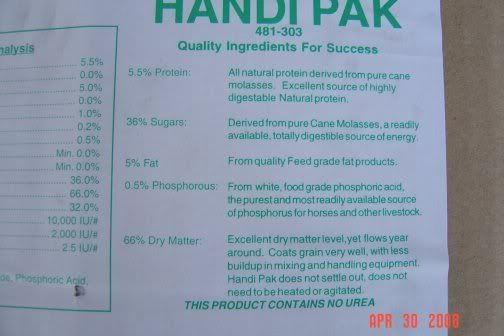 HANDI PAK
481-303
Quality Ingredients For Success
nalysis
5.5%
0.0%
5.0%
0.0%
1.0%
0.2%
0.5%
Min. 0.0%
Min. 0.0%
36.0%
66.0%
32.0%
10,000 IU/#
2,000 IU/#
2.5 IU/#
de, Phosphoric Acid,
5.5% Protein: All natural protein derived from pure cane
molasses. Excellent source of highly
digestable Natural protein.
36% Sugars: Derived from pure Cane Molasses, a readily
available, totally digestible source of energy.
5% Fat From quality Feed grade fat products.
0.5% Phosphorous: From white, food grade phosphoric acid,
the purest and most readily available source
of phosphorus for horses and other livestock.
66% Dry Matter: Excellent dry matter level, yet flows year
around. Coats grain very well, with less
buildup in mixing and handling equipment.
Handi Pak does not settle out, does not
need to be heated or agitated.
THIS PRODUCT CONTAINS NO UREA
APR 30 2008